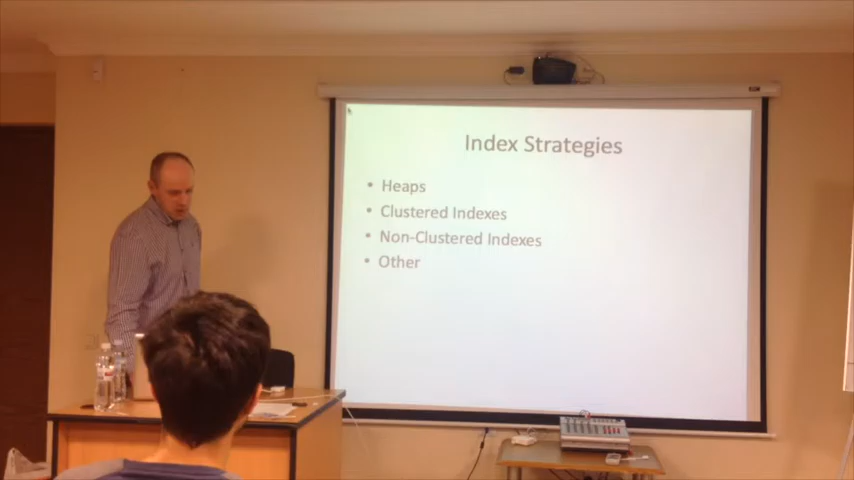 Index Strategies
• Heaps
• Clustered Indexes
• Non-Clustered Indexes
• Other